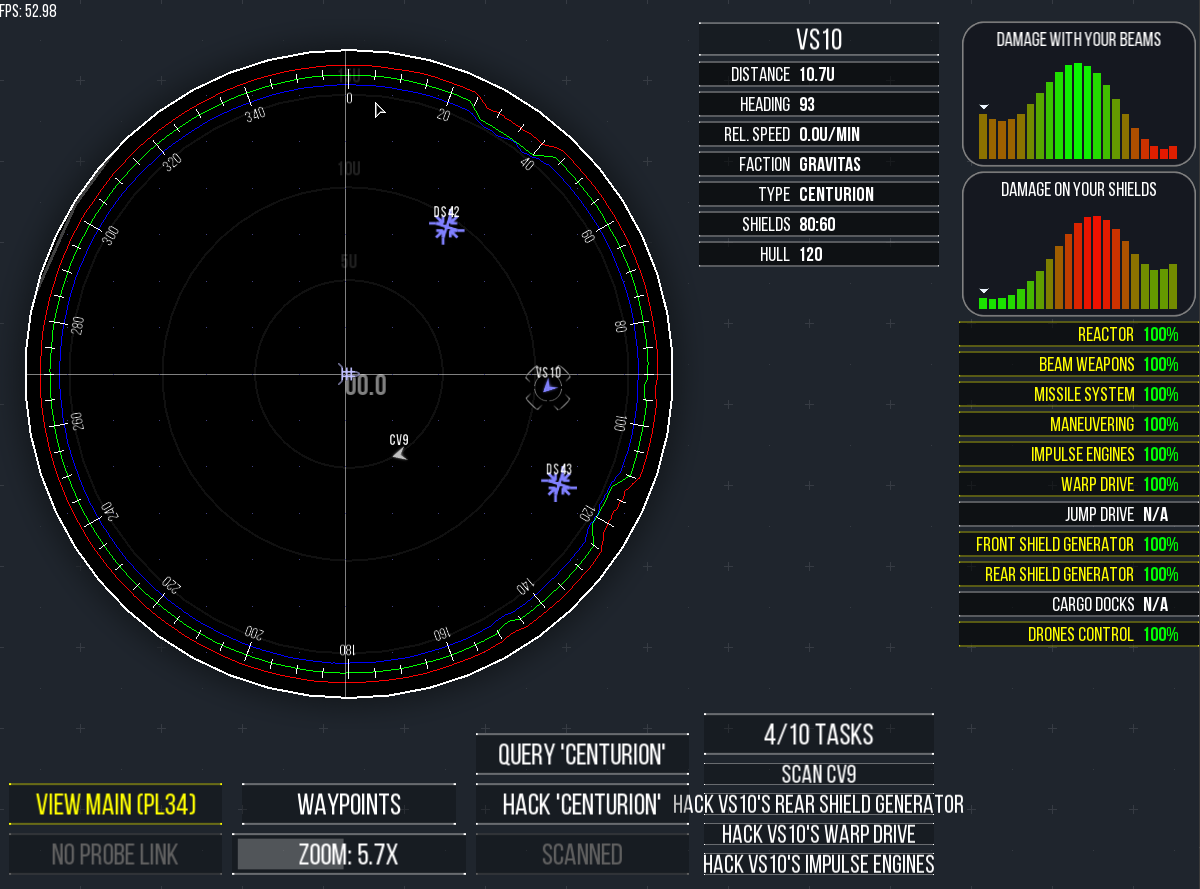 FPS: 52.98
VS10
DISTANCE 10.7U
HEADING 93
REL. SPEED 0.0U/MIN
FACTION GRAVITAS
TYPE CENTURION
SHIELDS 80:60
HULL 120
DAMAGE WITH YOUR BEAMS
DAMAGE ON YOUR SHIELDS
REACTOR 100%
BEAM WEAPONS 100%
MISSILE SYSTEM 100%
MANEUVERING 100%
IMPULSE ENGINES 100%
WARP DRIVE 100%
JUMP DRIVE N/A
FRONT SHIELD GENERATOR 100%
REAR SHIELD GENERATOR 100%
CARGO DOCKS N/A
DRONES CONTROL 100%
0
20
40
60
80
100
120
140
160
180
200
220
240
260
280
300
320
340
10U
5U
DS42
VS10
00.0
CV9
DS43
VIEW MAIN (PL34)
NO PROBE LINK
WAYPOINTS
ZOOM: 5.7X
QUERY 'CENTURION'
HACK 'CENTURION'
SCANNED
4/10 TASKS
SCAN CV9
HACK VS10'S REAR SHIELD GENERATOR
HACK VS10'S WARP DRIVE
HACK VS10'S IMPULSE ENGINES